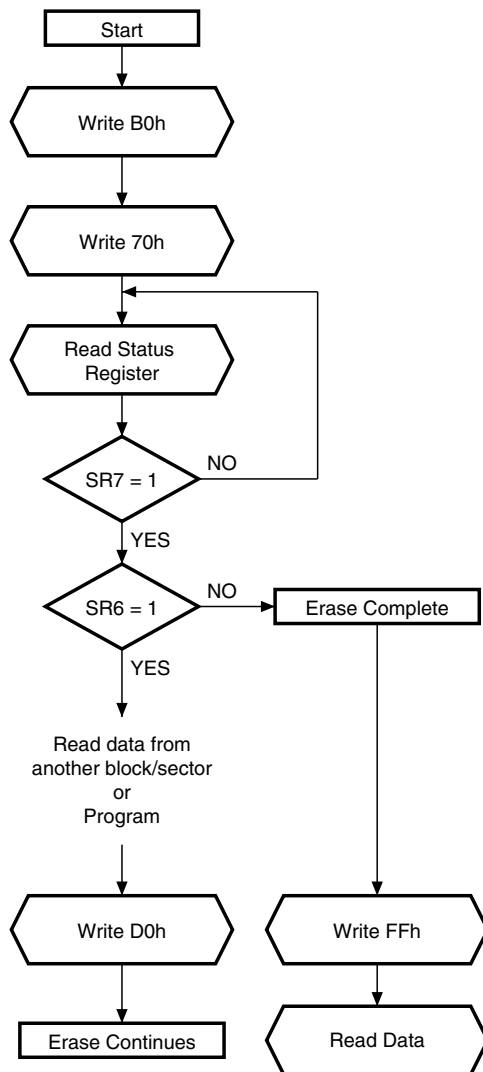 Start
Write B0h
Write 70h
Read Status
Register
SR7 = 1
NO
YES
SR6 = 1
NO
Erase Complete
YES
Read data from
another block/sector
or
Program
Write D0h
Write FFh
Erase Continues
Read Data